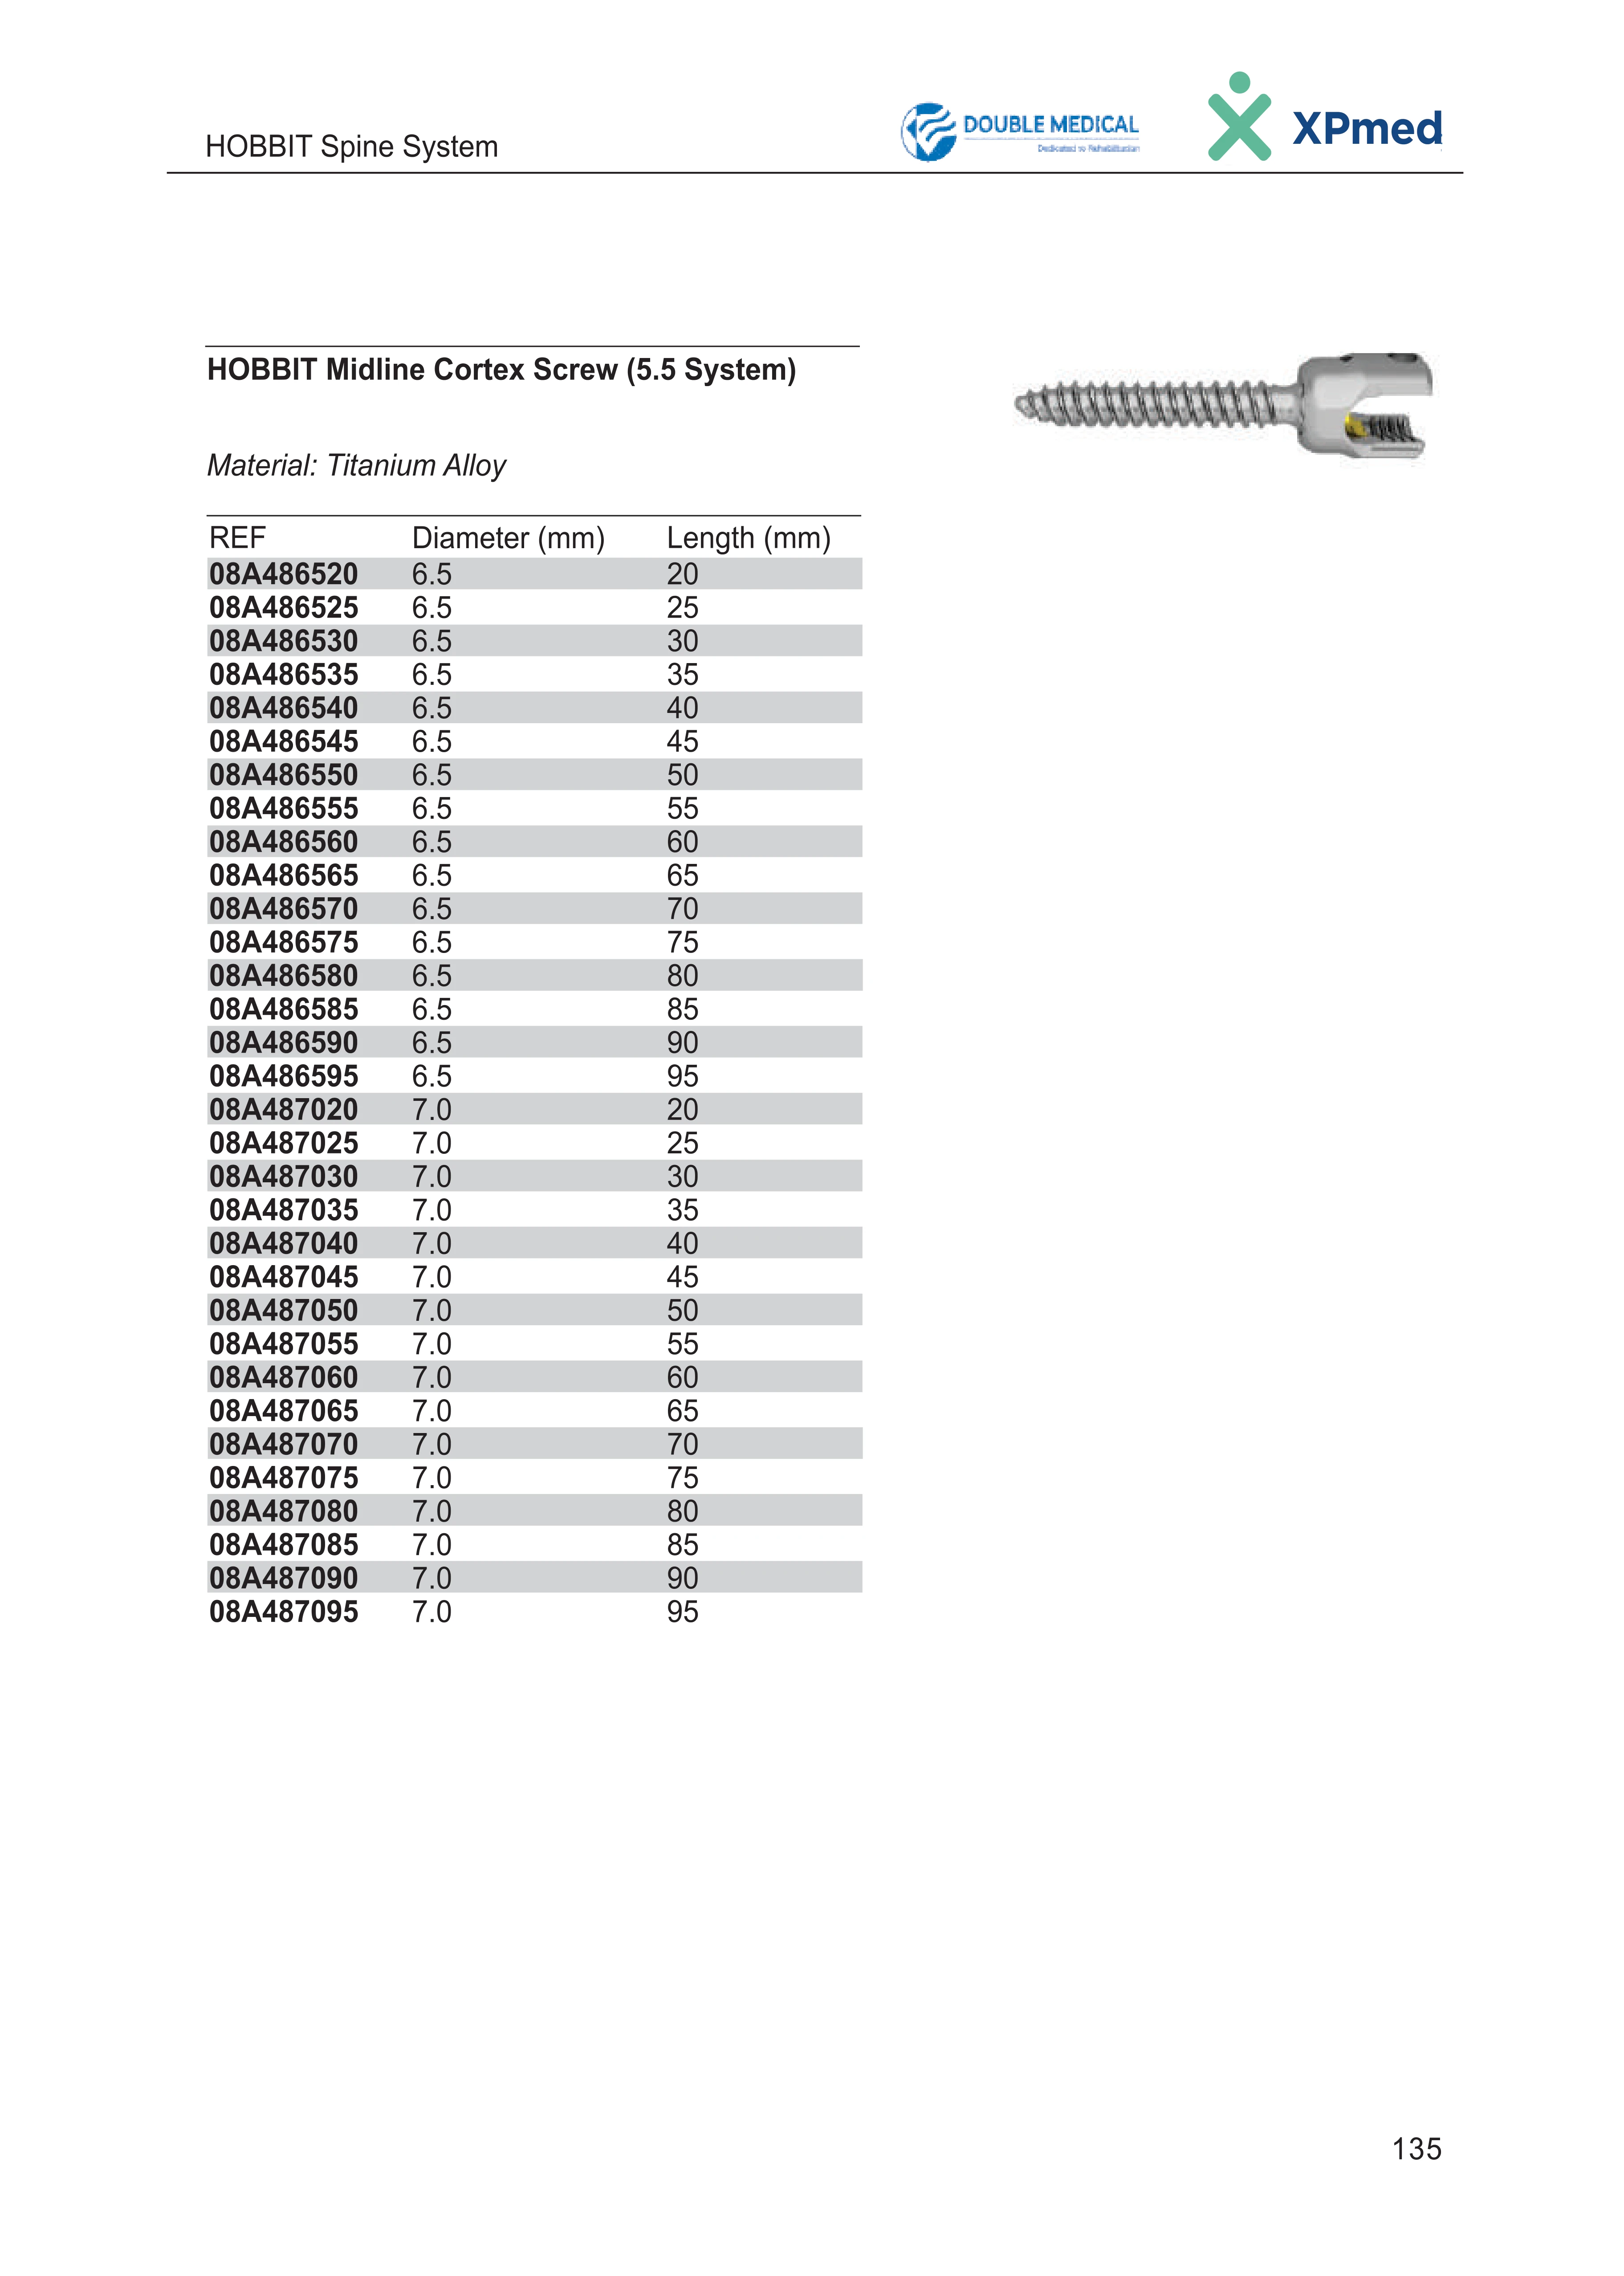 HOBBIT Spine System
DOUBLE MEDICAL
Dedicated to Rehabilitation
XPmed
HOBBIT Midline Cortex Screw (5.5 System)
Material: Titanium Alloy
REF Diameter (mm) Length (mm)
08A486520 6.5 20
08A486525 6.5 25
08A486530 6.5 30
08A486535 6.5 35
08A486540 6.5 40
08A486545 6.5 45
08A486550 6.5 50
08A486555 6.5 55
08A486560 6.5 60
08A486565 6.5 65
08A486570 6.5 70
08A486575 6.5 75
08A486580 6.5 80
08A486585 6.5 85
08A486590 6.5 90
08A486595 6.5 95
08A487020 7.0 20
08A487025 7.0 25
08A487030 7.0 30
08A487035 7.0 35
08A487040 7.0 40
08A487045 7.0 45
08A487050 7.0 50
08A487055 7.0 55
08A487060 7.0 60
08A487065 7.0 65
08A487070 7.0 70
08A487075 7.0 75
08A487080 7.0 80
08A487085 7.0 85
08A487090 7.0 90
08A487095 7.0 95
135